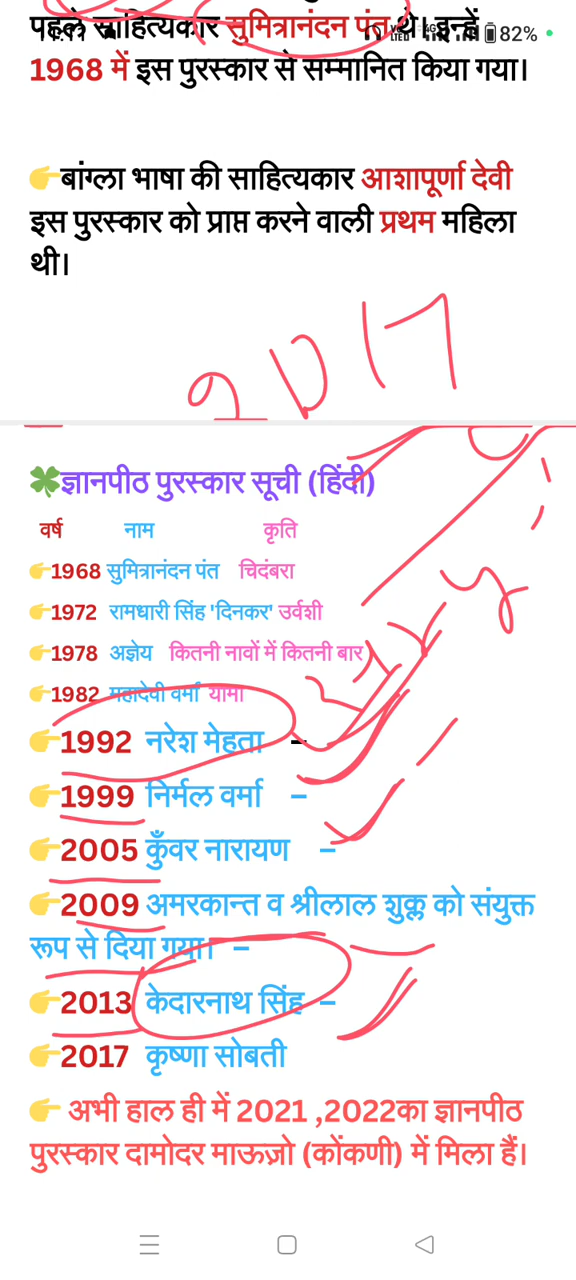 पहले साहित्यकार सुमित्रानंदन पंत थे। इन्हें
82%
1968 में इस पुरस्कार से सम्मानित किया गया।
👉बांग्ला भाषा की साहित्यकार आशापूर्णा देवी
इस पुरस्कार को प्राप्त करने वाली प्रथम महिला
थी।
2017
🍀ज्ञानपीठ पुरस्कार सूची (हिंदी)
वर्ष नाम कृति
👉1968 सुमित्रानंदन पंत चिदंबरा
👉1972 रामधारी सिंह 'दिनकर' उर्वशी
👉1978 अज्ञेय कितनी नावों में कितनी बार
👉1982 महादेवी वर्मा यामा
👉1992 नरेश मेहता –
👉1999 निर्मल वर्मा –
👉2005 कुँवर नारायण –
👉2009 अमरकान्त व श्रीलाल शुक्ल को संयुक्त
रूप से दिया गया। –
👉2013 केदारनाथ सिंह –
👉2017 कृष्णा सोबती
👉 अभी हाल ही में 2021 ,2022का ज्ञानपीठ
पुरस्कार दामोदर माऊज़ो (कोंकणी) में मिला हैं।